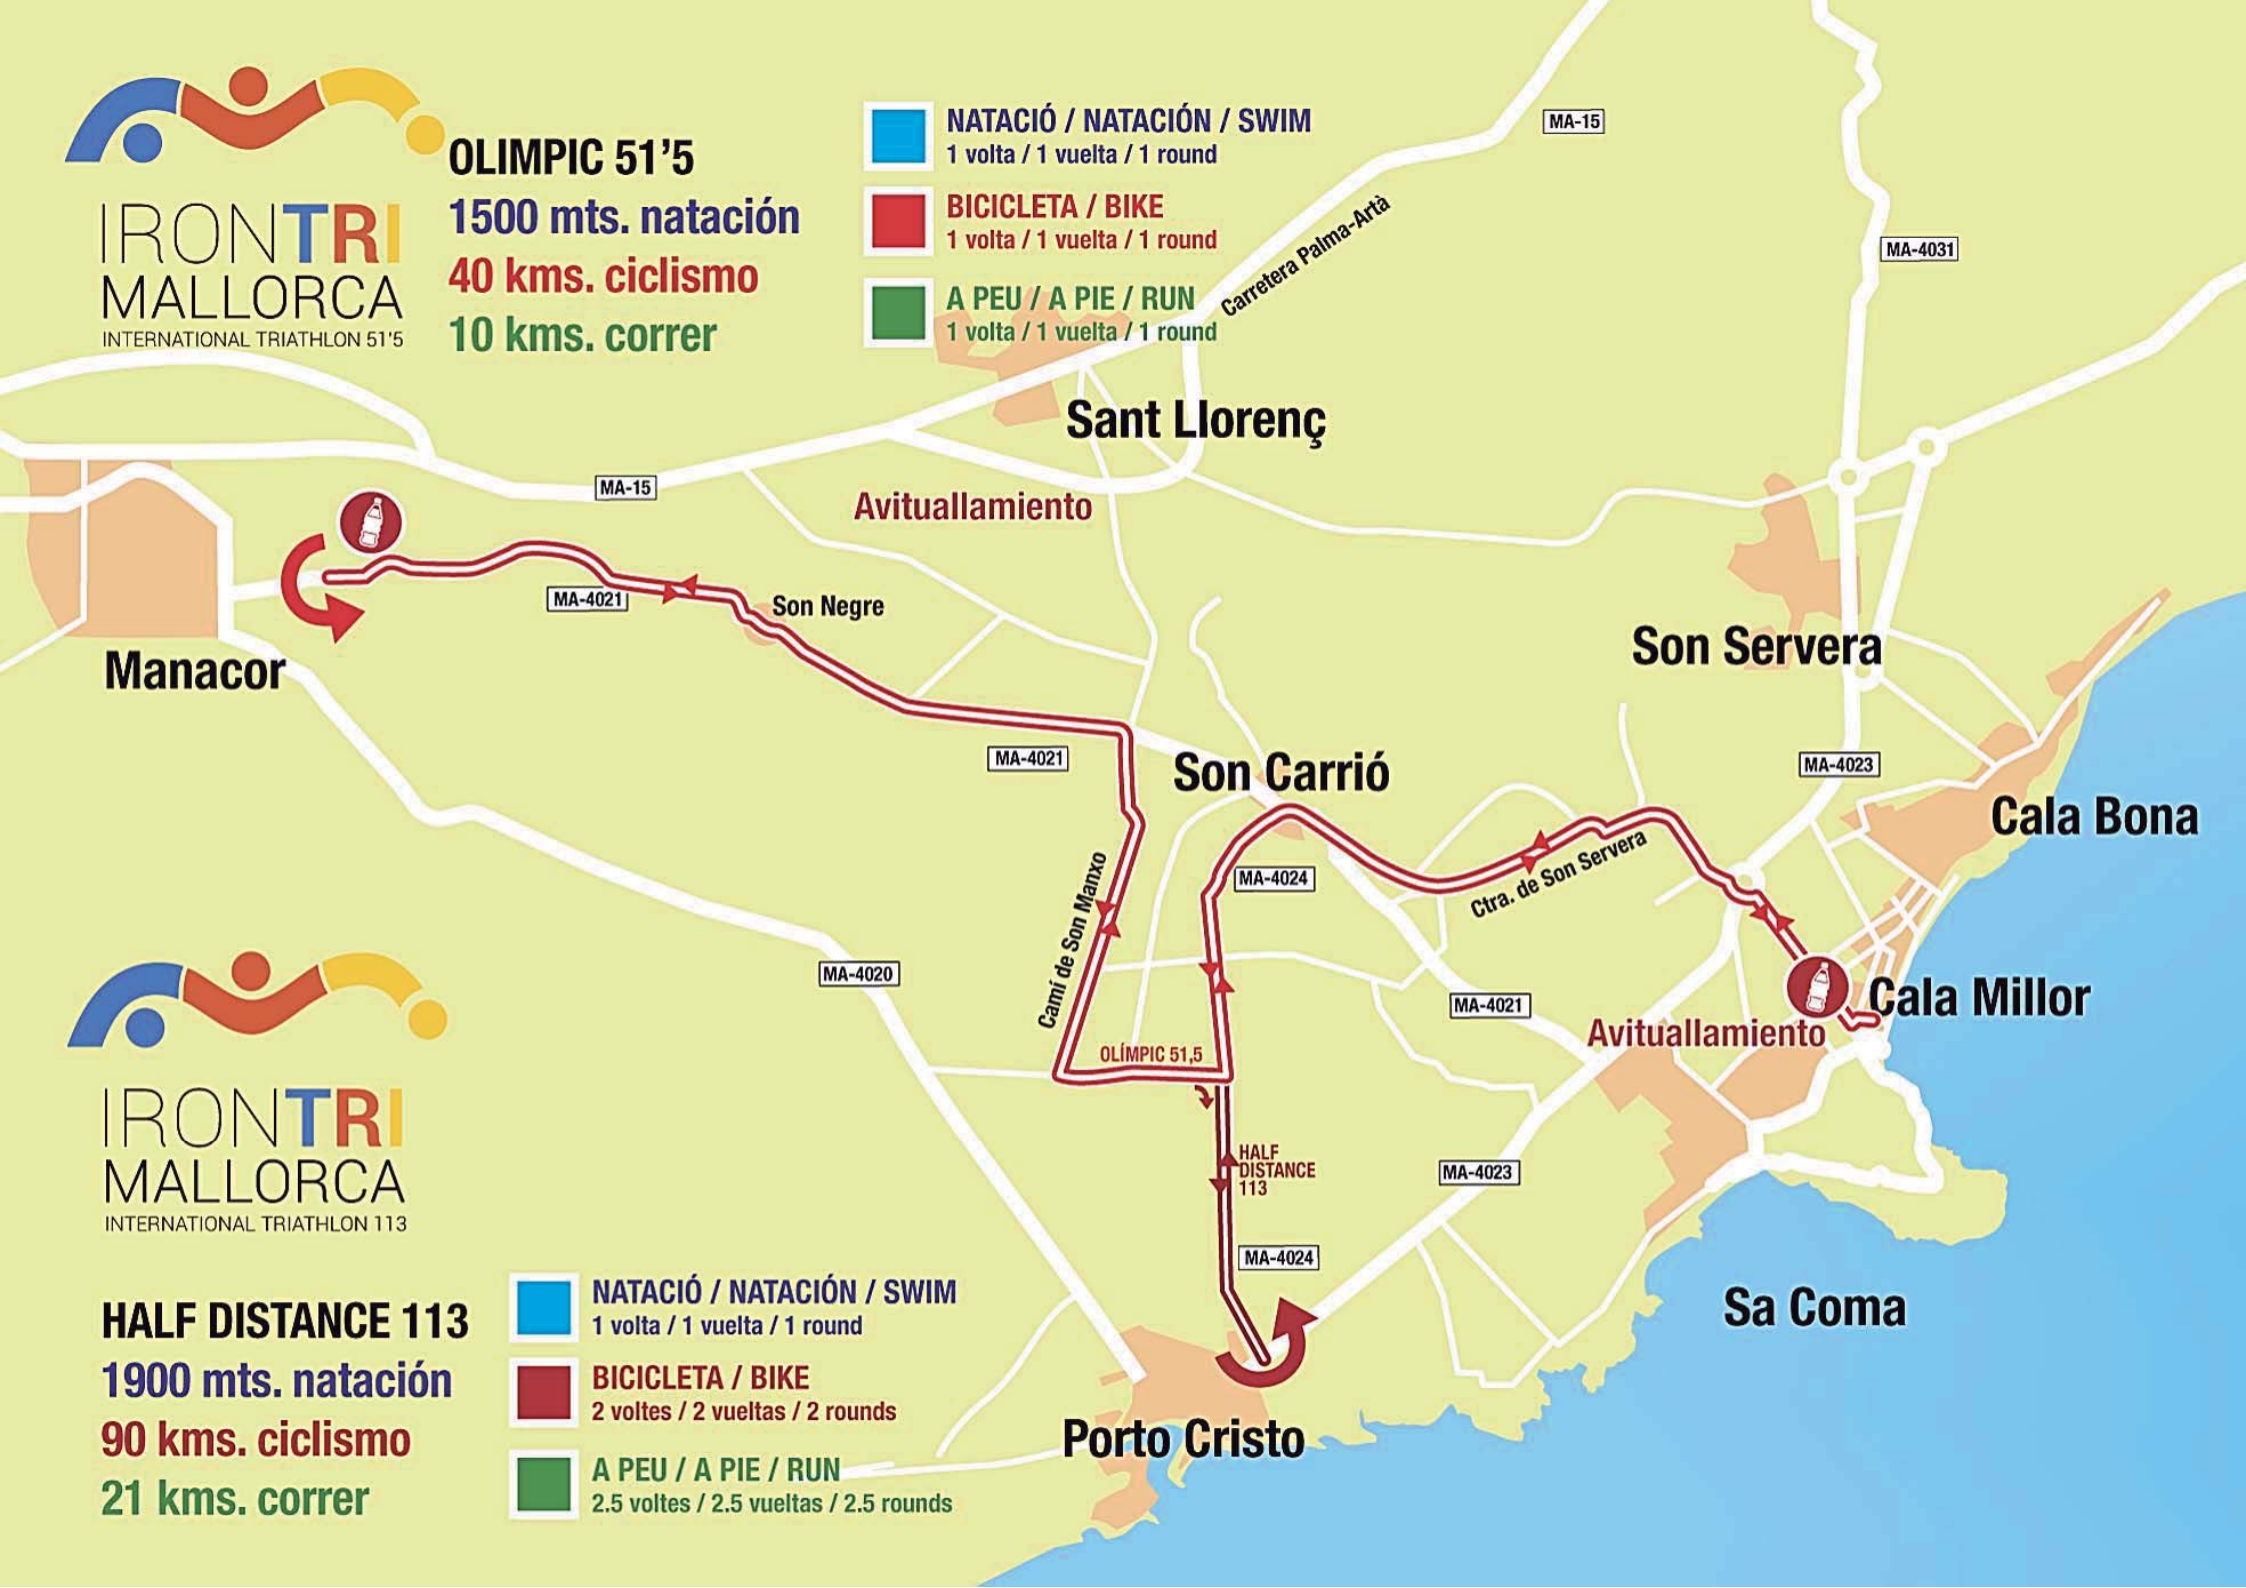 IRONTRI
MALLORCA
INTERNATIONAL TRIATHLON 51'5
OLIMPIC 51'5
1500 mts. natación
40 kms. ciclismo
10 kms. correr
NATACIÓ / NATACIÓN / SWIM
1 volta / 1 vuelta / 1 round
BICICLETA / BIKE
1 volta / 1 vuelta / 1 round
A PEU / A PIE / RUN
1 volta / 1 vuelta / 1 round
MA-15
Carretera Palma-Artà
MA-4031
Sant Llorenç
MA-15
Avituallamiento
MA-4021
Son Negre
Manacor
Son Servera
MA-4021
Son Carrió
MA-4023
Cala Bona
MA-4024
Ctra. de Son Servera
Camí de Son Manxo
MA-4020
MA-4021
Cala Millor
Avituallamiento
OLÍMPIC 51,5
HALF
DISTANCE
113
MA-4023
MA-4024
Sa Coma
Porto Cristo
IRONTRI
MALLORCA
INTERNATIONAL TRIATHLON 113
HALF DISTANCE 113
1900 mts. natación
90 kms. ciclismo
21 kms. correr
NATACIÓ / NATACIÓN / SWIM
1 volta / 1 vuelta / 1 round
BICICLETA / BIKE
2 voltes / 2 vueltas / 2 rounds
A PEU / A PIE / RUN
2.5 voltes / 2.5 vueltas / 2.5 rounds